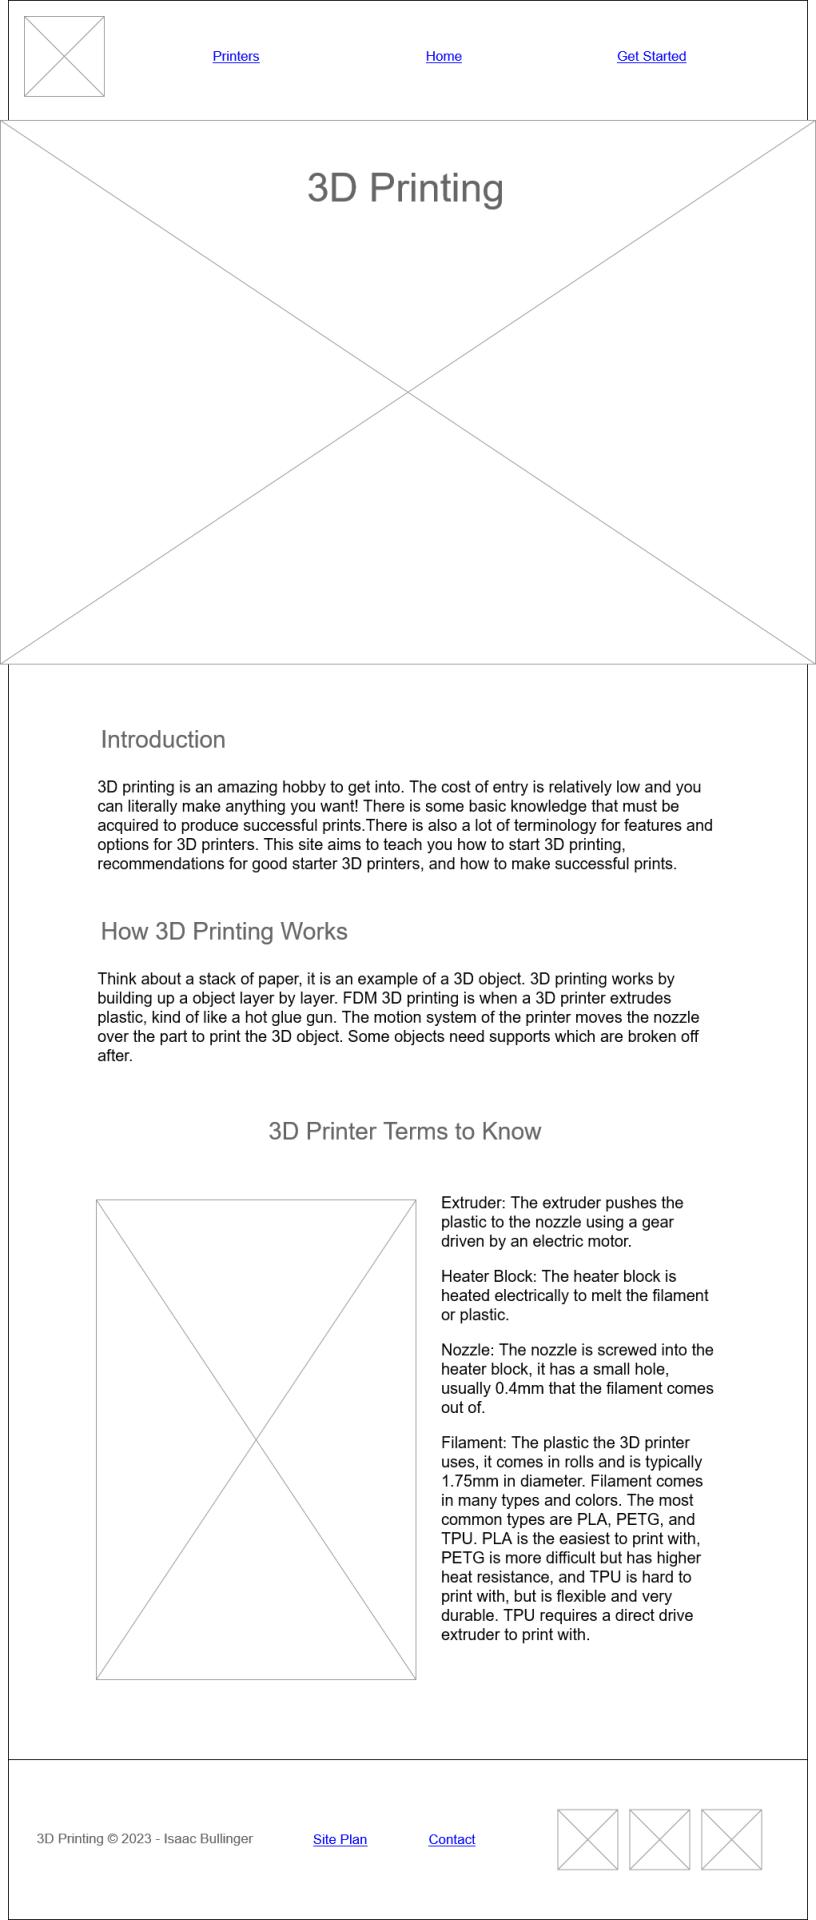 Printers
Home
Get Started
3D Printing
Introduction
3D printing is an amazing hobby to get into. The cost of entry is relatively low and you
can literally make anything you want! There is some basic knowledge that must be
acquired to produce successful prints.There is also a lot of terminology for features and
options for 3D printers. This site aims to teach you how to start 3D printing,
recommendations for good starter 3D printers, and how to make successful prints.
How 3D Printing Works
Think about a stack of paper, it is an example of a 3D object. 3D printing works by
building up a object layer by layer. FDM 3D printing is when a 3D printer extrudes
plastic, kind of like a hot glue gun. The motion system of the printer moves the nozzle
over the part to print the 3D object. Some objects need supports which are broken off
after.
3D Printer Terms to Know
Extruder: The extruder pushes the
plastic to the nozzle using a gear
driven by an electric motor.
Heater Block: The heater block is
heated electrically to melt the filament
or plastic.
Nozzle: The nozzle is screwed into the
heater block, it has a small hole,
usually 0.4mm that the filament comes
out of.
Filament: The plastic the 3D printer
uses, it comes in rolls and is typically
1.75mm in diameter. Filament comes
in many types and colors. The most
common types are PLA, PETG, and
TPU. PLA is the easiest to print with,
PETG is more difficult but has higher
heat resistance, and TPU is hard to
print with, but is flexible and very
durable. TPU requires a direct drive
extruder to print with.
3D Printing © 2023 - Isaac Bullinger
Site Plan
Contact